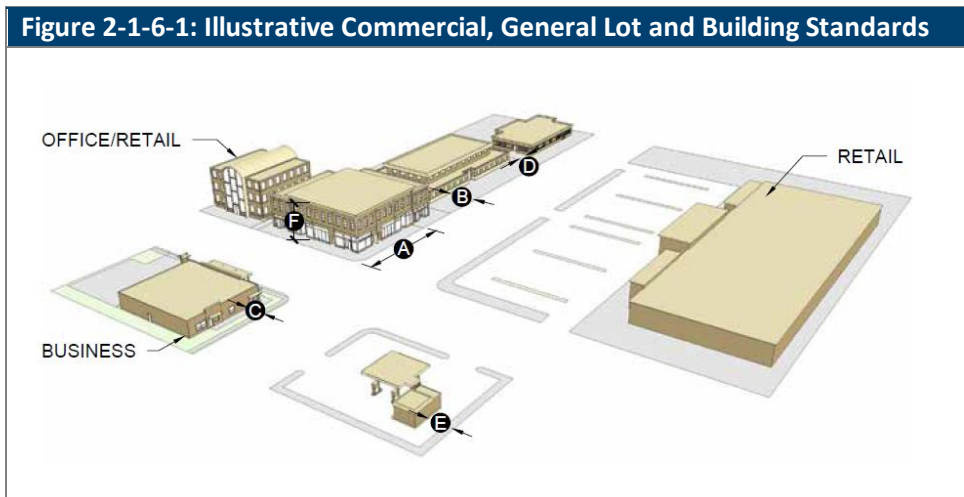 Figure 2-1-6-1: Illustrative Commercial, General Lot and Building Standards
OFFICE/RETAIL
RETAIL
D
B
F
A
C
BUSINESS
E